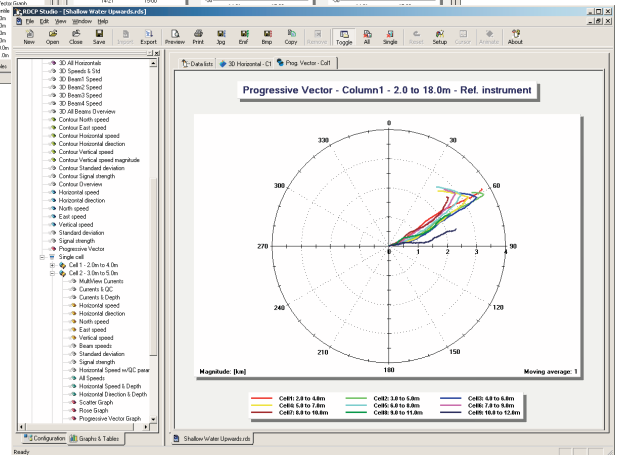 Vector Graph
14-21
15:00
RDCP Studio - [Shallow Water Upwards.rds]
File Edit View Window Help
New Open Close Save Import Export Preview Print Jpg Emf Bmp Copy Remove Toggle All Single Reset Setup Cursor Animate About
Data lists 3D Horizontal - C1 Prog. Vector - Col1
3D All Horizontals
3D Speeds & Std
3D Beam1 Speed
3D Beam2 Speed
3D Beam3 Speed
3D Beam4 Speed
3D All Beams Overview
Contour North speed
Contour East speed
Contour Horizontal speed
Contour Horizontal direction
Contour Vertical speed
Contour Vertical speed magnitude
Contour Standard deviation
Contour Signal strength
Contour Overview
Horizontal speed
Horizontal direction
North speed
East speed
Vertical speed
Standard deviation
Signal strength
Progressive Vector
Single cell
Cell 1 - 2.0m to 4.0m
Cell 2 - 3.0m to 5.0m
MultiView Currents
Currents & QC
Currents & Depth
Horizontal speed
Horizontal direction
North speed
East speed
Vertical speed
Beam speeds
Standard deviation
Signal strength
Horizontal Speed w/QC parar
All Speeds
Horizontal Speed & Depth
Horizontal Direction & Depth
Scatter Graph
Rose Graph
Progressive Vector Graph
Configuration Graphs & Tables
Progressive Vector - Column1 - 2.0 to 18.0m - Ref. instrument
0
330 30
300 60
270 0 1 2 3 4 90
240 120
210 150
180
Magnitude: [km] Moving average: 1
Cell1: 2.0 to 4.0m Cell2: 3.0 to 5.0m Cell3: 4.0 to 6.0m
Cell4: 5.0 to 7.0m Cell5: 6.0 to 8.0m Cell6: 7.0 to 9.0m
Cell7: 8.0 to 10.0m Cell8: 9.0 to 11.0m Cell9: 10.0 to 12.0m
Shallow Water Upwards.rds
Ready